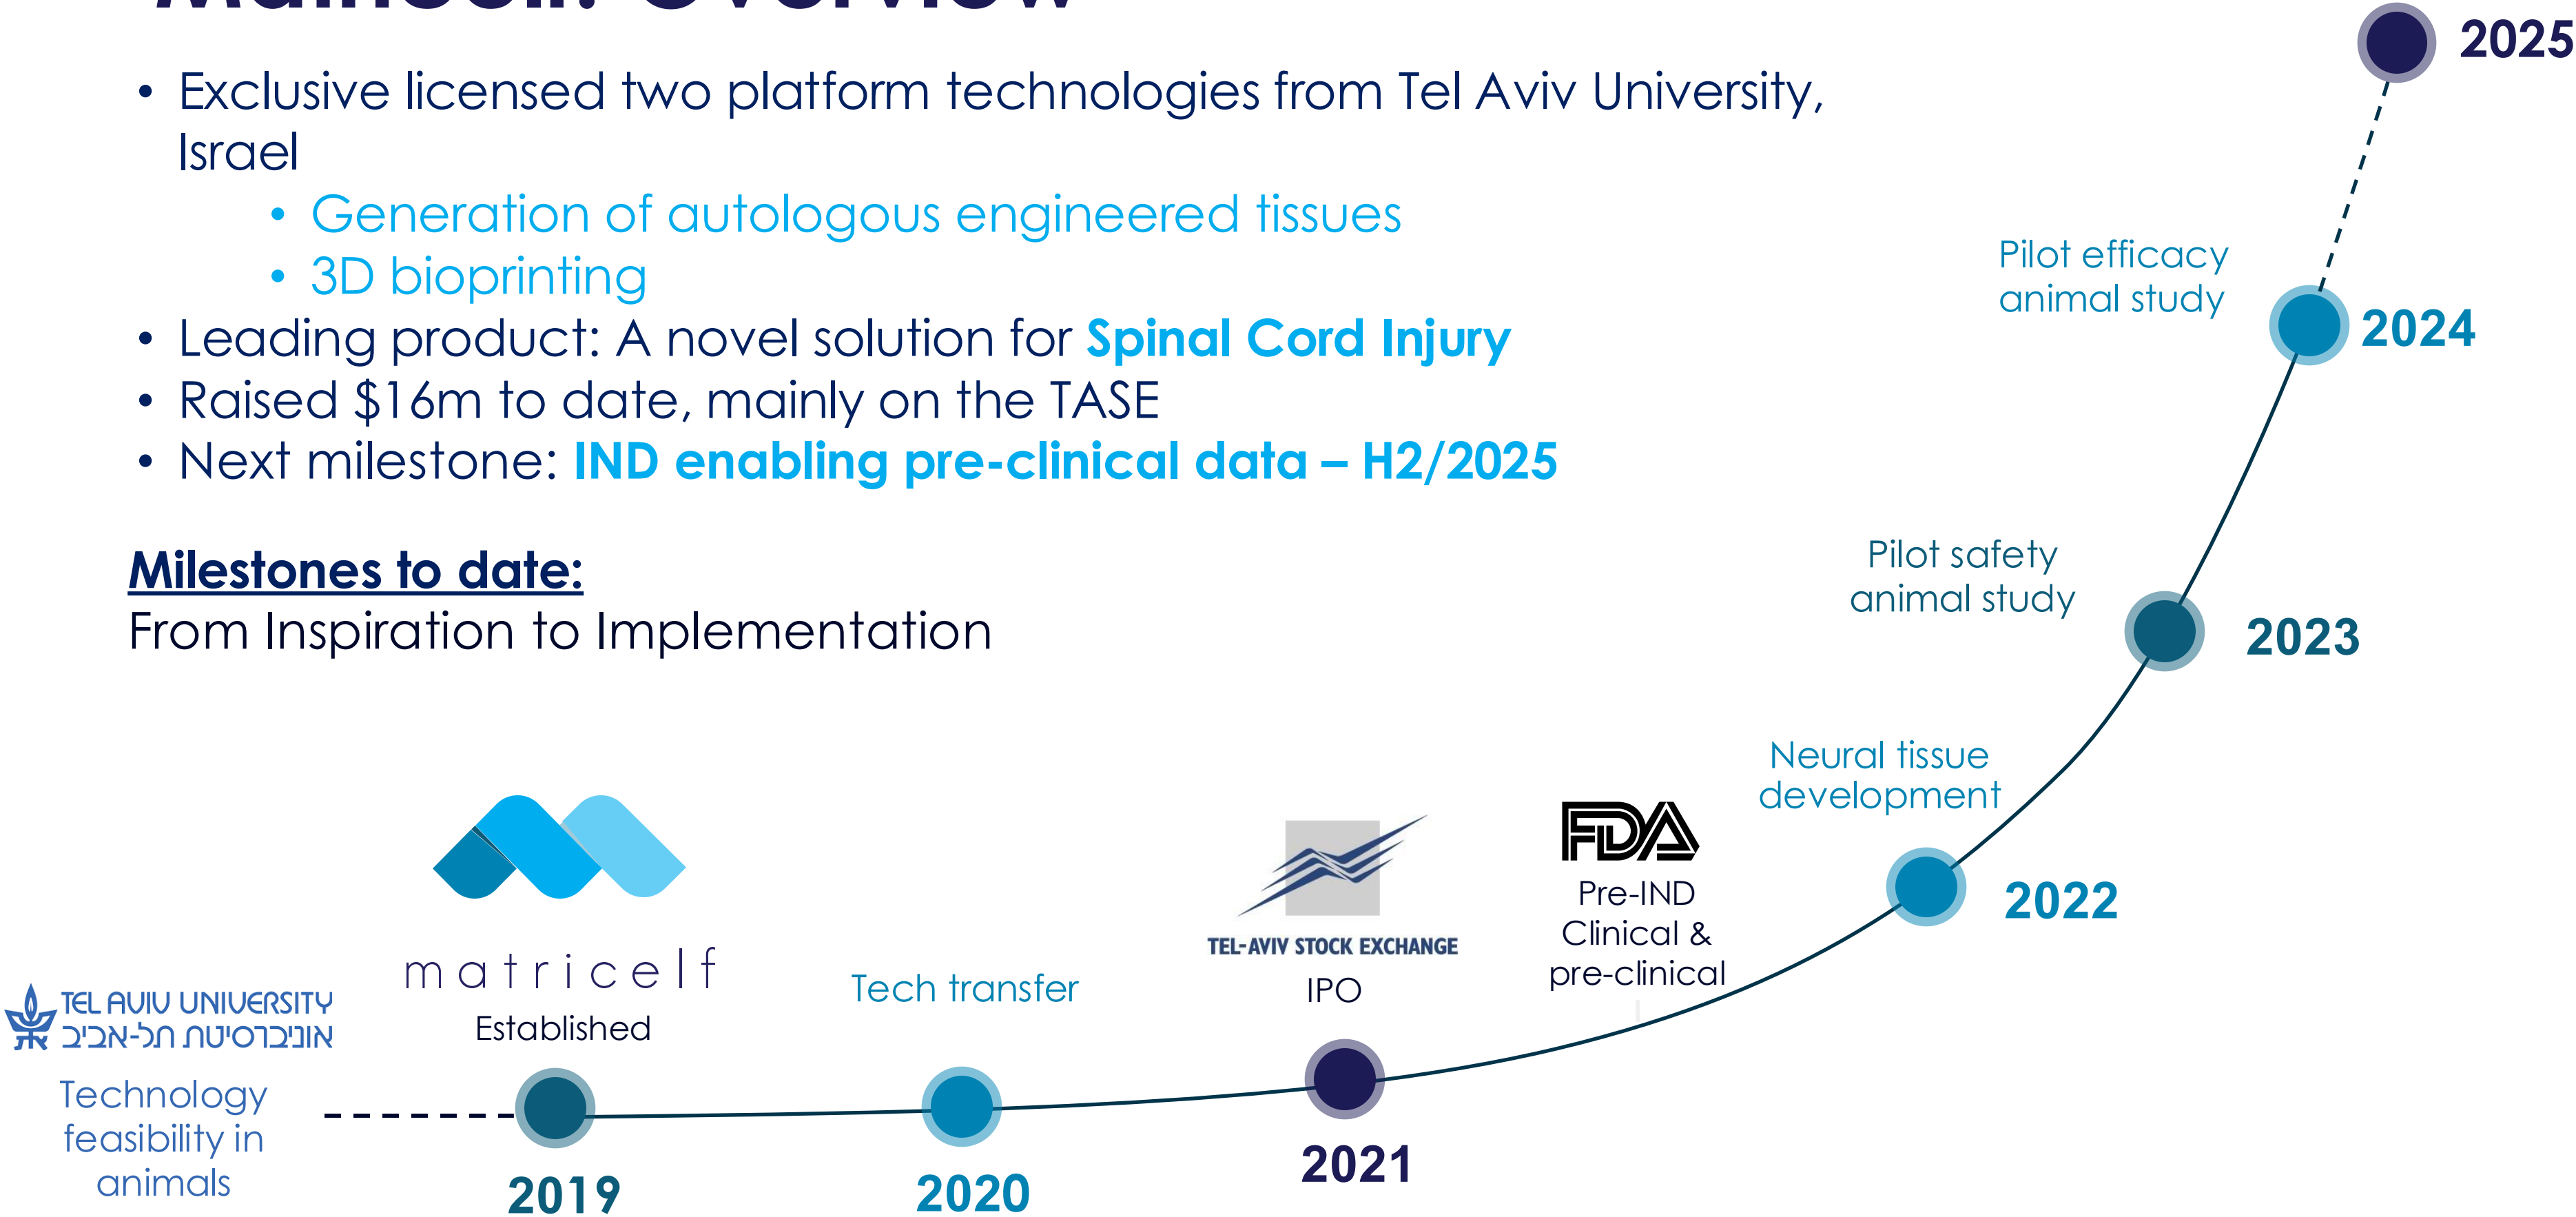 • Exclusive licensed two platform technologies from Tel Aviv University,
Israel
• Generation of autologous engineered tissues
• 3D bioprinting
• Leading product: A novel solution for Spinal Cord Injury
• Raised $16m to date, mainly on the TASE
• Next milestone: IND enabling pre-clinical data – H2/2025
Milestones to date:
From Inspiration to Implementation
TEL AVIV UNIVERSITY
אוניברסיטת תל-אביב
Technology
feasibility in
animals
matricelf
Established
2019
Tech transfer
2020
TEL-AVIV STOCK EXCHANGE
IPO
2021
FDA
Pre-IND
Clinical &
pre-clinical
Neural tissue
development
2022
Pilot safety
animal study
2023
Pilot efficacy
animal study
2024
2025